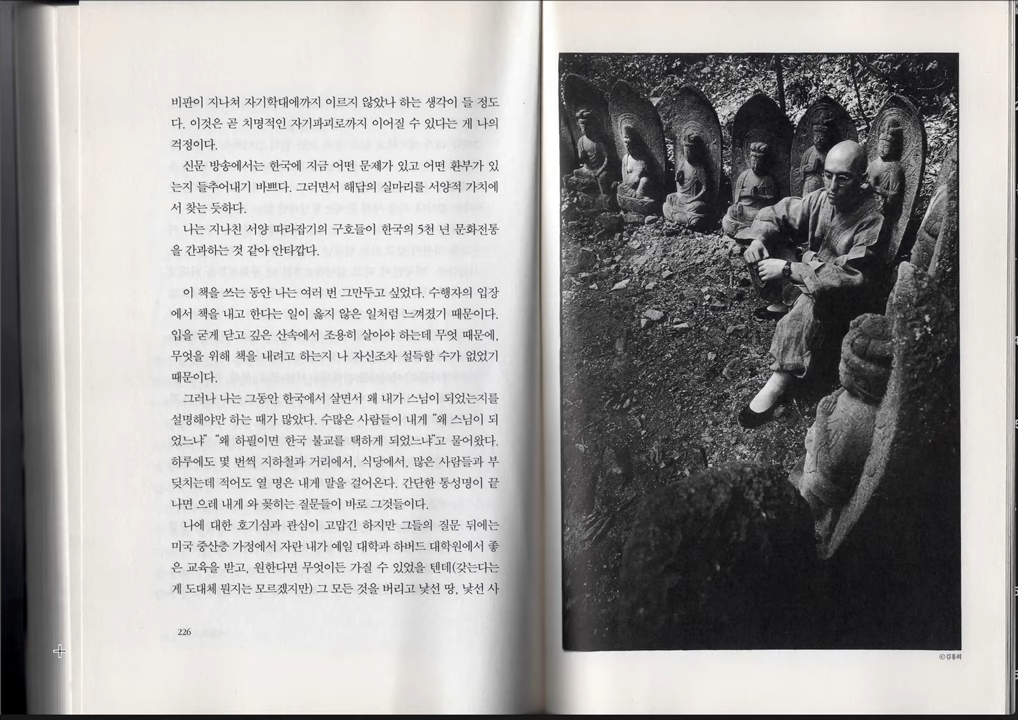 비판이 지나쳐 자기학대에까지 이르지 않았나 하는 생각이 들 정도
다. 이것은 곧 치명적인 자기파괴로까지 이어질 수 있다는 게 나의
걱정이다.
신문 방송에서는 한국에 지금 어떤 문제가 있고 어떤 환부가 있
는지 들추어내기 바쁘다. 그러면서 해답의 실마리를 서양적 가치에
서 찾는 듯하다.
나는 지나친 서양 따라잡기의 구호들이 한국의 5천 년 문화전통
을 간과하는 것 같아 안타깝다.
이 책을 쓰는 동안 나는 여러 번 그만두고 싶었다. 수행자의 입장
에서 책을 내고 한다는 일이 옳지 않은 일처럼 느껴졌기 때문이다.
입을 굳게 닫고 깊은 산속에서 조용히 살아야 하는데 무엇 때문에,
무엇을 위해 책을 내려고 하는지 나 자신조차 설득할 수가 없었기
때문이다.
그러나 나는 그동안 한국에서 살면서 왜 내가 스님이 되었는지를
설명해야만 하는 때가 많았다. 수많은 사람들이 내게 "왜 스님이 되
었느냐" "왜 하필이면 한국 불교를 택하게 되었느냐"고 물어왔다.
하루에도 몇 번씩 지하철과 거리에서, 식당에서, 많은 사람들과 부
딪치는데 적어도 열 명은 내게 말을 걸어온다. 간단한 통성명이 끝
나면 으레 내게 와 꽂히는 질문들이 바로 그것들이다.
나에 대한 호기심과 관심이 고맙긴 하지만 그들의 질문 뒤에는
미국 중산층 가정에서 자란 내가 예일 대학과 하버드 대학원에서 좋
은 교육을 받고, 원한다면 무엇이든 가질 수 있었을 텐데(갖는다는
게 도대체 뭔지는 모르겠지만) 그 모든 것을 버리고 낯선 땅, 낯선 사
226
ⓒ김홍희